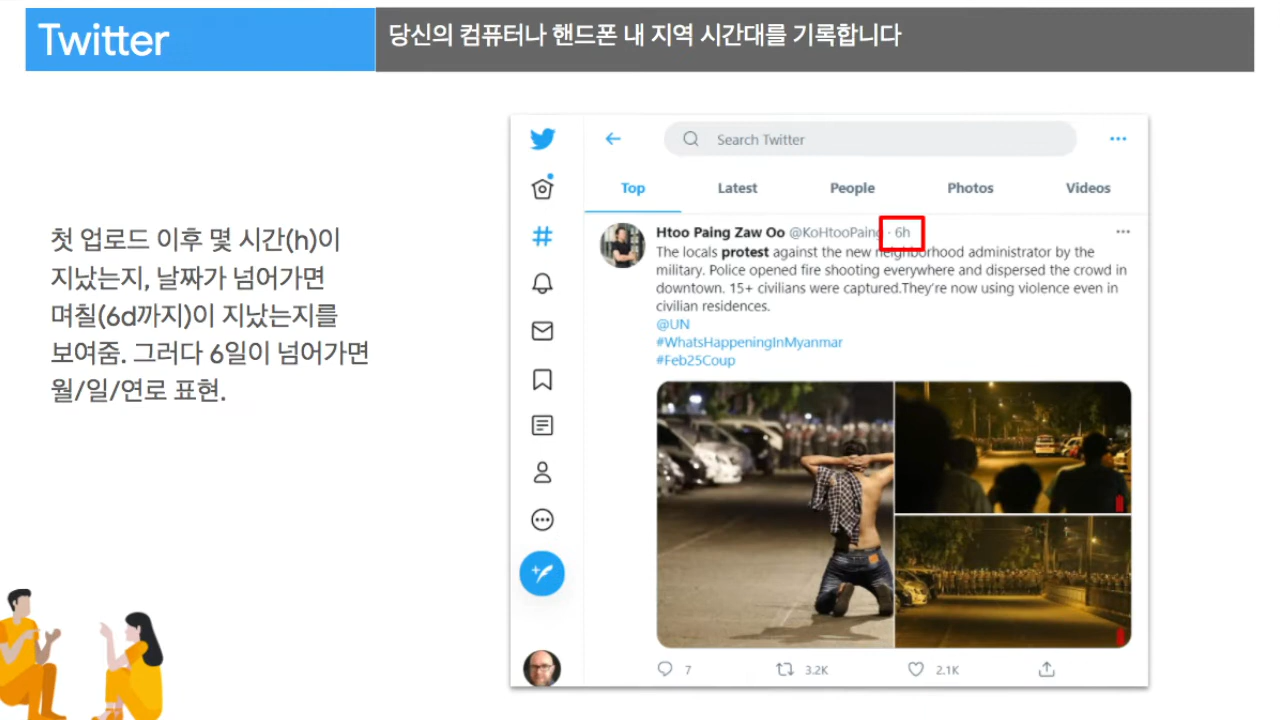 Twitter
당신의 컴퓨터나 핸드폰 내 지역 시간대를 기록합니다
첫 업로드 이후 몇 시간(h)이
지났는지, 날짜가 넘어가면
며칠(6d까지)이 지났는지를
보여줌. 그러다 6일이 넘어가면
월/일/연로 표현.
Search Twitter
Top Latest People Photos Videos
Htoo Paing Zaw Oo @KoHtooPaing · 6h
The locals protest against the new neighborhood administrator by the
military. Police opened fire shooting everywhere and dispersed the crowd in
downtown. 15+ civilians were captured.They're now using violence even in
civilian residences.
@UN
#WhatsHappeningInMyanmar
#Feb25Coup
7 3.2K 2.1K